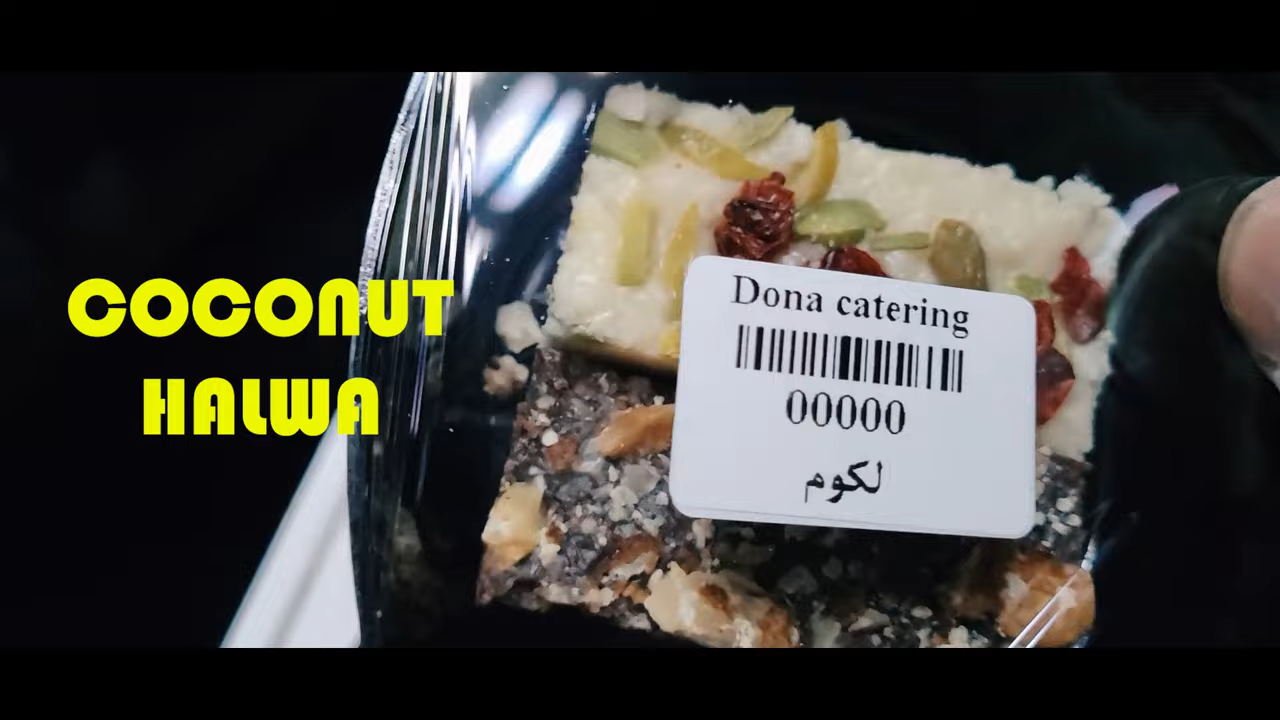 COCONUT
HALWA
Dona catering
00000
لكوم